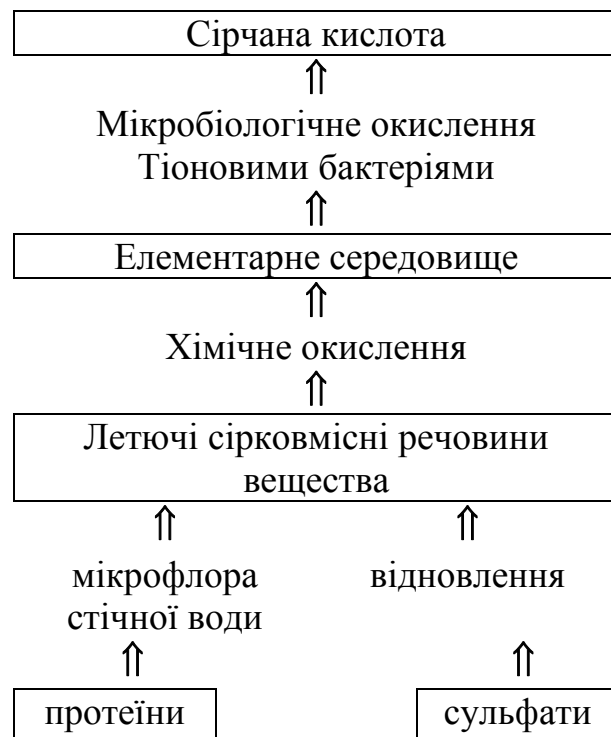 Сірчана кислота
⇑
Мікробіологічне окислення
Тіоновими бактеріями
⇑
Елементарне середовище
⇑
Хімічне окислення
⇑
Летючі сірковмісні речовини
вещества
⇑ ⇑
мікрофлора відновлення
стічної води
⇑ ⇑
протеїни сульфати